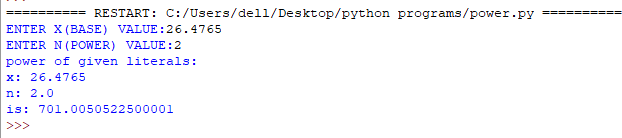 ========== RESTART: C:/Users/dell/Desktop/python programs/power.py ==========
ENTER X(BASE) VALUE:26.4765
ENTER N(POWER) VALUE:2
power of given literals:
x: 26.4765
n: 2.0
is: 701.0050522500001
>>>